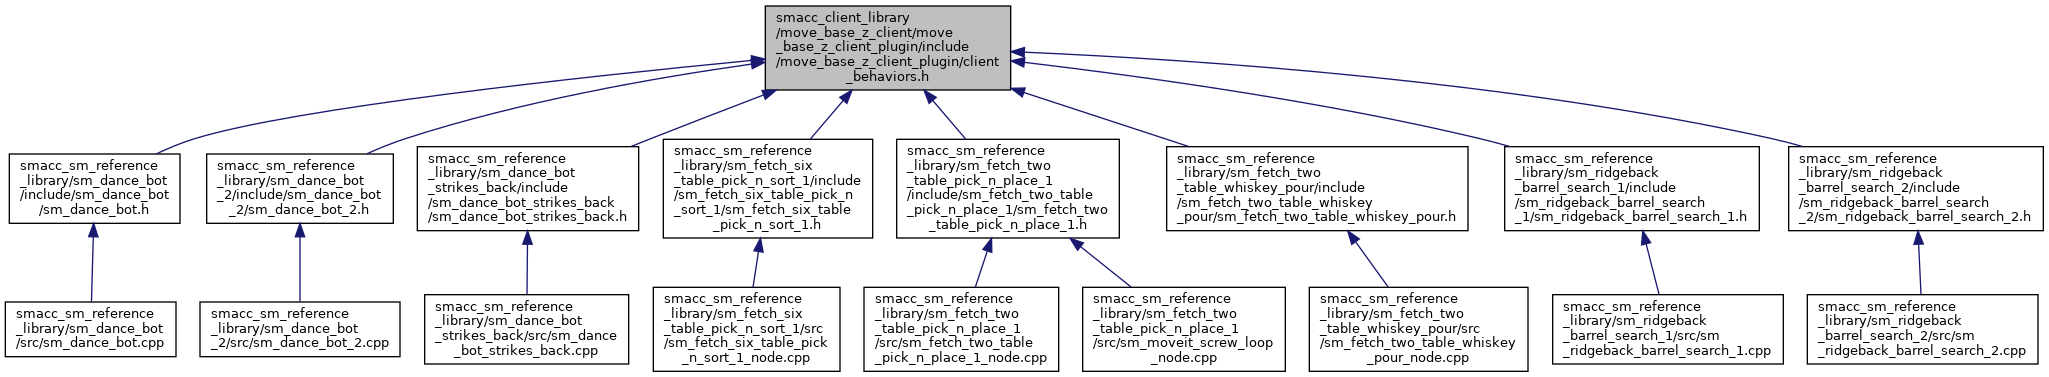 smacc_client_library
/move_base_z_client/move
_base_z_client_plugin/include
/move_base_z_client_plugin/client
_behaviors.h
smacc_sm_reference
_library/sm_dance_bot
/include/sm_dance_bot
/sm_dance_bot.h
smacc_sm_reference
_library/sm_dance_bot
_2/include/sm_dance_bot
_2/sm_dance_bot_2.h
smacc_sm_reference
_library/sm_dance_bot
_strikes_back/include
/sm_dance_bot_strikes_back
/sm_dance_bot_strikes_back.h
smacc_sm_reference
_library/sm_fetch_six
_table_pick_n_sort_1/include
/sm_fetch_six_table_pick_n
_sort_1/sm_fetch_six_table
_pick_n_sort_1.h
smacc_sm_reference
_library/sm_fetch_two
_table_pick_n_place_1
/include/sm_fetch_two_table
_pick_n_place_1/sm_fetch_two
_table_pick_n_place_1.h
smacc_sm_reference
_library/sm_fetch_two
_table_whiskey_pour/include
/sm_fetch_two_table_whiskey
_pour/sm_fetch_two_table_whiskey_pour.h
smacc_sm_reference
_library/sm_ridgeback
_barrel_search_1/include
/sm_ridgeback_barrel_search
_1/sm_ridgeback_barrel_search_1.h
smacc_sm_reference
_library/sm_ridgeback
_barrel_search_2/include
/sm_ridgeback_barrel_search
_2/sm_ridgeback_barrel_search_2.h
smacc_sm_reference
_library/sm_dance_bot
/src/sm_dance_bot.cpp
smacc_sm_reference
_library/sm_dance_bot
_2/src/sm_dance_bot_2.cpp
smacc_sm_reference
_library/sm_dance_bot
_strikes_back/src/sm_dance
_bot_strikes_back.cpp
smacc_sm_reference
_library/sm_fetch_six
_table_pick_n_sort_1/src
/sm_fetch_six_table_pick
_n_sort_1_node.cpp
smacc_sm_reference
_library/sm_fetch_two
_table_pick_n_place_1
/src/sm_fetch_two_table
_pick_n_place_1_node.cpp
smacc_sm_reference
_library/sm_fetch_two
_table_pick_n_place_1
/src/sm_moveit_screw_loop
_node.cpp
smacc_sm_reference
_library/sm_fetch_two
_table_whiskey_pour/src
/sm_fetch_two_table_whiskey
_pour_node.cpp
smacc_sm_reference
_library/sm_ridgeback
_barrel_search_1/src/sm
_ridgeback_barrel_search_1.cpp
smacc_sm_reference
_library/sm_ridgeback
_barrel_search_2/src/sm
_ridgeback_barrel_search_2.cpp